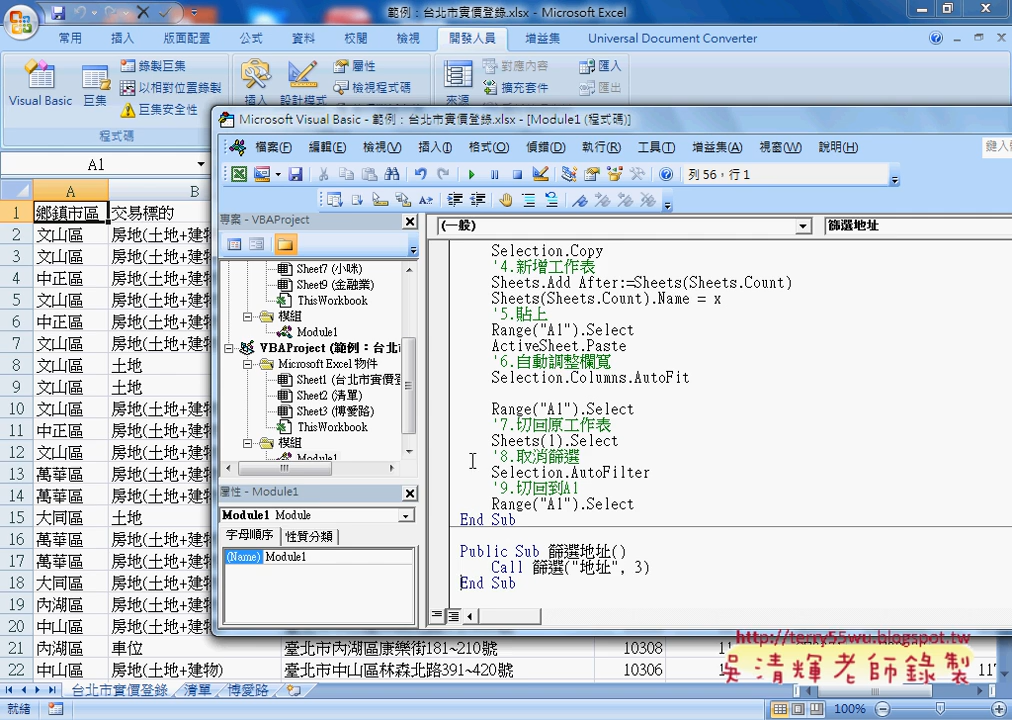 範例：台北市實價登錄.xlsx - Microsoft Excel
常用 插入 版面配置 公式 資料 校閱 檢視 開發人員 增益集 Universal Document Converter
Visual Basic 巨集 錄製巨集 以相對位置錄製 巨集安全性 程式碼
插入 設計模式 屬性 檢視程式碼 來源 對應內容 擴充套件 匯入 匯出
A1
Microsoft Visual Basic - 範例：台北市實價登錄.xlsx - [Module1 (程式碼)]
檔案(F) 編輯(E) 檢視(V) 插入(I) 格式(O) 偵錯(D) 執行(R) 工具(T) 增益集(A) 視窗(W) 說明(H) 鍵入
列 56，行 1
專案 - VBAProject
(一般) 篩選地址
Sheet7 (小咪)
Sheet9 (金融業)
ThisWorkbook
模組
Module1
VBAProject (範例：台北
Microsoft Excel 物件
Sheet1 (台北市實價登
Sheet2 (清單)
Sheet3 (博愛路)
ThisWorkbook
模組
Module1
屬性 - Module1
Module1 Module
字母順序 性質分類
(Name) Module1
Selection.Copy
'4.新增工作表
Sheets.Add After:=Sheets(Sheets.Count)
Sheets(Sheets.Count).Name = x
'5.貼上
Range("A1").Select
ActiveSheet.Paste
'6.自動調整欄寬
Selection.Columns.AutoFit
Range("A1").Select
'7.切回原工作表
Sheets(1).Select
'8.取消篩選
Selection.AutoFilter
'9.切回到A1
Range("A1").Select
End Sub
Public Sub 篩選地址()
Call 篩選("地址", 3)
End Sub
A B
1 鄉鎮市區 交易標的
2 文山區 房地(土地+建物
3 文山區 房地(土地+建物
4 中正區 房地(土地+建物
5 文山區 房地(土地+建物
6 中正區 房地(土地+建物
7 文山區 房地(土地+建物
8 文山區 土地
9 文山區 土地
10 文山區 房地(土地+建物
11 中正區 房地(土地+建物
12 文山區 房地(土地+建物
13 萬華區 房地(土地+建物
14 萬華區 房地(土地+建物
15 大同區 土地
16 萬華區 房地(土地+建物
17 萬華區 房地(土地+建物
18 大同區 房地(土地+建物
19 內湖區 房地(土地+建物
20 中山區 房地(土地+建物
21 內湖區 車位 臺北市內湖區康樂街181~210號 10308
22 中山區 房地(土地+建物) 臺北市中山區林森北路391~420號 10306
http://terry55wu.blogspot.tw
吳清輝老師錄製
台北市實價登錄 清單 博愛路
就緒 100%